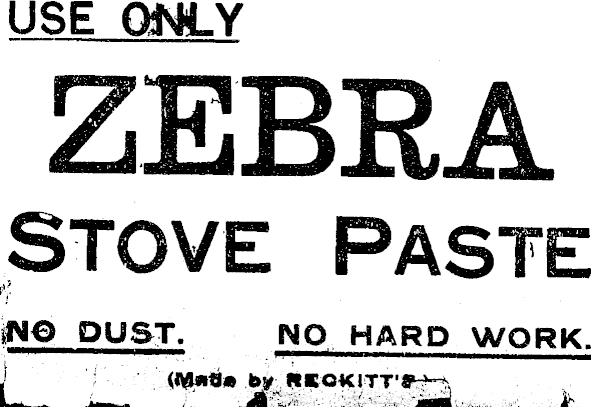 USE ONLY
ZEBRA
STOVE PASTE
NO DUST. NO HARD WORK.
(Made by RECKITT'S)